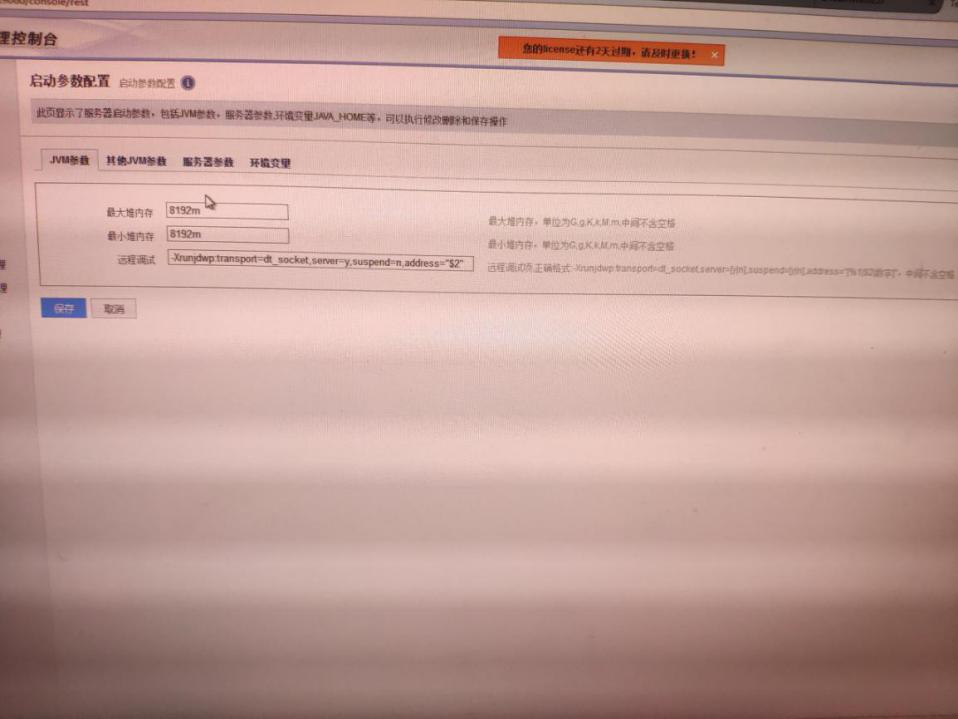 /console/rest
理控制台
您的license还有2天过期，请及时更换！ ×
启动参数配置 启动参数配置 i
此页显示了服务器启动参数，包括JVM参数，服务器参数,环境变量JAVA_HOME等，可以执行修改删除和保存操作
JVM参数 其他JVM参数 服务器参数 环境变量
最大堆内存 8192m 最大堆内存，单位为G,g,K,k,M,m,中间不含空格
最小堆内存 8192m 最小堆内存，单位为G,g,K,k,M,m,中间不含空格
远程调试 -Xrunjdwp:transport=dt_socket,server=y,suspend=n,address="$2" 远程调试项,正确格式:-Xrunjdwp:transport=dt_socket,server=[y|n],suspend=[y|n],address= 中间不含空格
理
理
保存 取消